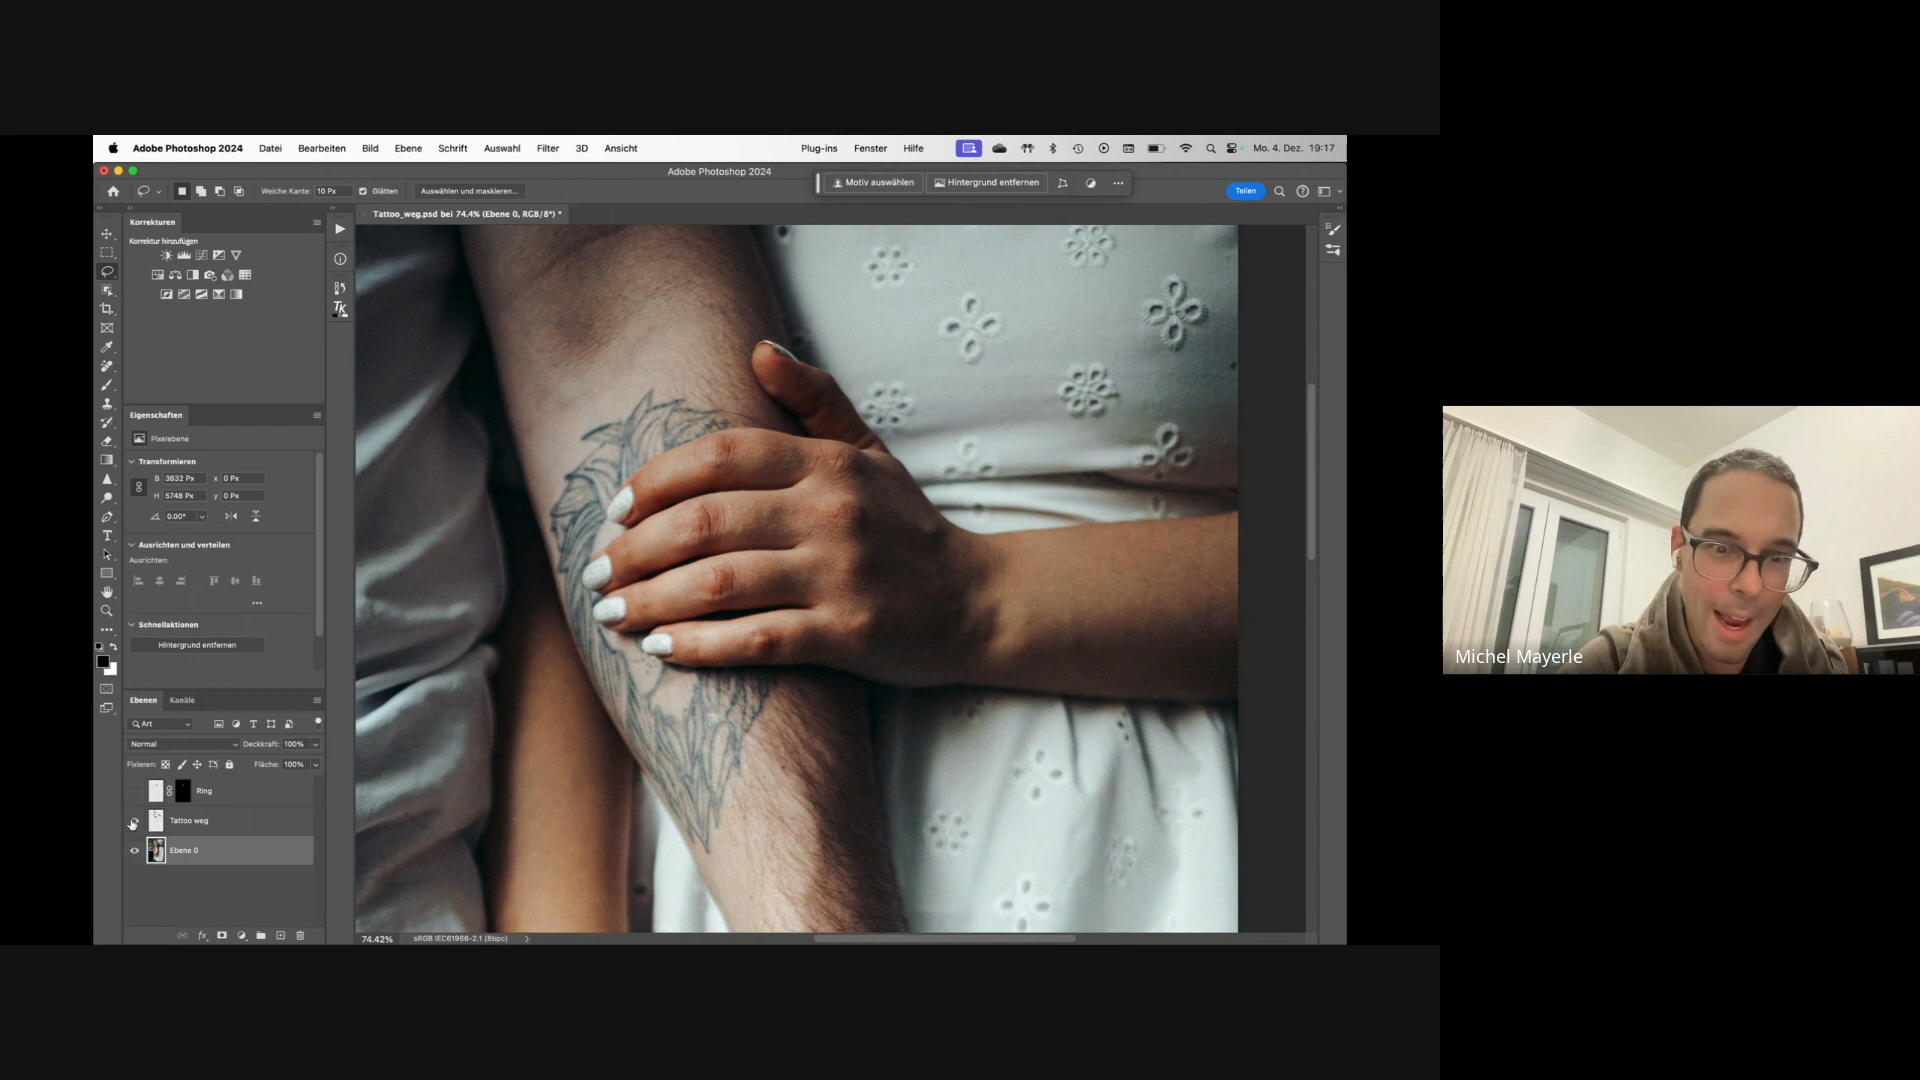 Adobe Photoshop 2024 Datei Bearbeiten Bild Ebene Schrift Auswahl Filter 3D Ansicht Plug-ins Fenster Hilfe Mo. 4. Dez. 19:17
Adobe Photoshop 2024
Motiv auswählen Hintergrund entfernen
Weiche Kante: 10 Px Glätten Auswählen und maskieren... Teilen
Tattoo_weg.psd bei 74.4% (Ebene 0, RGB/8*) *
Korrekturen
Korrektur hinzufügen
TK
Eigenschaften
Pixelebene
Transformieren
B 3832 Px x 0 Px
H 5748 Px y 0 Px
0.00°
Ausrichten und verteilen
Ausrichten:
Schnellaktionen
Hintergrund entfernen
Michel Mayerle
Ebenen Kanäle
Art
Normal Deckkraft: 100%
Fixieren: Fläche: 100%
Ring
Tattoo weg
Ebene 0
fx
74.42% sRGB IEC61966-2.1 (8bpc)